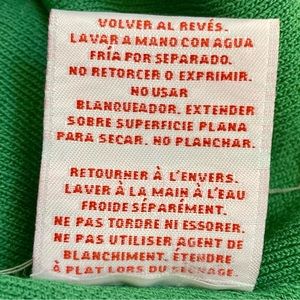 VOLVER AL REVÉS.
LAVAR A MANO CON AGUA
FRÍA POR SEPARADO.
NO RETORCER O EXPRIMIR.
NO USAR
BLANQUEADOR. EXTENDER
SOBRE SUPERFICIE PLANA
PARA SECAR. NO PLANCHAR.
RETOURNER À L'ENVERS.
LAVER À LA MAIN À L'EAU
FROIDE SÉPARÉMENT.
NE PAS TORDRE NI ESSORER.
NE PAS UTILISER AGENT DE
BLANCHIMENT. ÉTENDRE
À PLAT LORS DU SÉCHAGE.